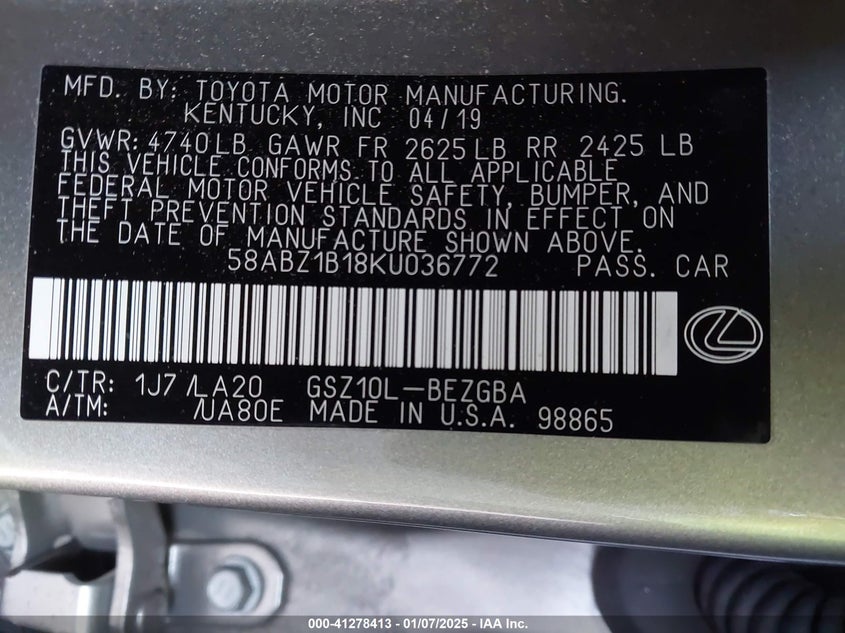 MFD. BY: TOYOTA MOTOR MANUFACTURING.
KENTUCKY, INC 04/19
GVWR: 4740LB GAWR FR 2625LB RR 2425 LB
THIS VEHICLE CONFORMS TO ALL APPLICABLE
FEDERAL MOTOR VEHICLE SAFETY, BUMPER, AND
THEFT PREVENTION STANDARDS IN EFFECT ON
THE DATE OF MANUFACTURE SHOWN ABOVE.
58ABZ1B18KU036772 PASS. CAR
C/TR: 1J7 /LA20 GSZ10L-BEZGBA
A/TM: /UA80E MADE IN U.S.A. 98865
000-41278413 - 01/07/2025 - IAA Inc.